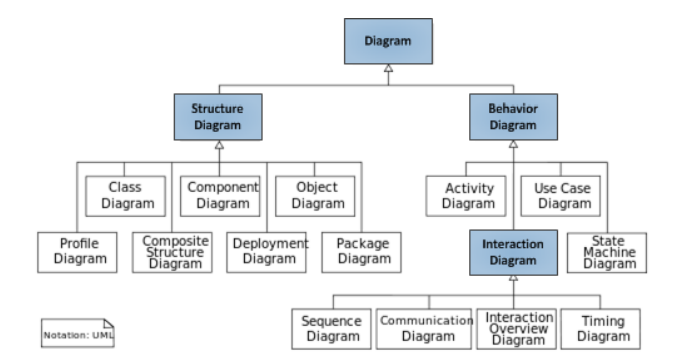 Diagram
Structure
Diagram
Behavior
Diagram
Class
Diagram
Component
Diagram
Object
Diagram
Activity
Diagram
Use Case
Diagram
Profile
Diagram
Composite
Structure
Diagram
Deployment
Diagram
Package
Diagram
Interaction
Diagram
State
Machine
Diagram
Sequence
Diagram
Communication
Diagram
Interaction
Overview
Diagram
Timing
Diagram
Notation: UML